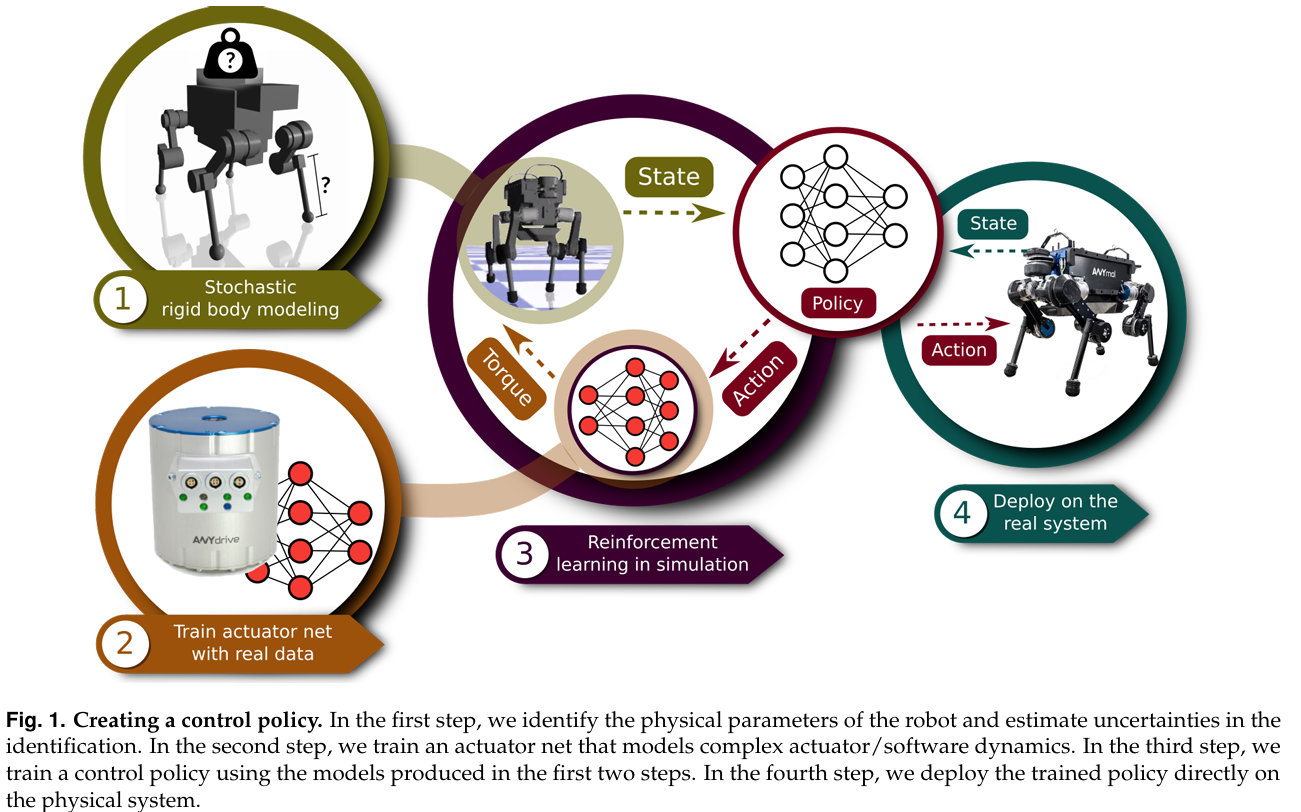 ?
?
1
Stochastic
rigid body modeling
State
Policy
Action
Torque
State
Action
ANYmal
ANYdrive
2
Train actuator net
with real data
3
Reinforcement
learning in simulation
4
Deploy on the
real system
Fig. 1. Creating a control policy. In the first step, we identify the physical parameters of the robot and estimate uncertainties in the
identification. In the second step, we train an actuator net that models complex actuator/software dynamics. In the third step, we
train a control policy using the models produced in the first two steps. In the fourth step, we deploy the trained policy directly on
the physical system.